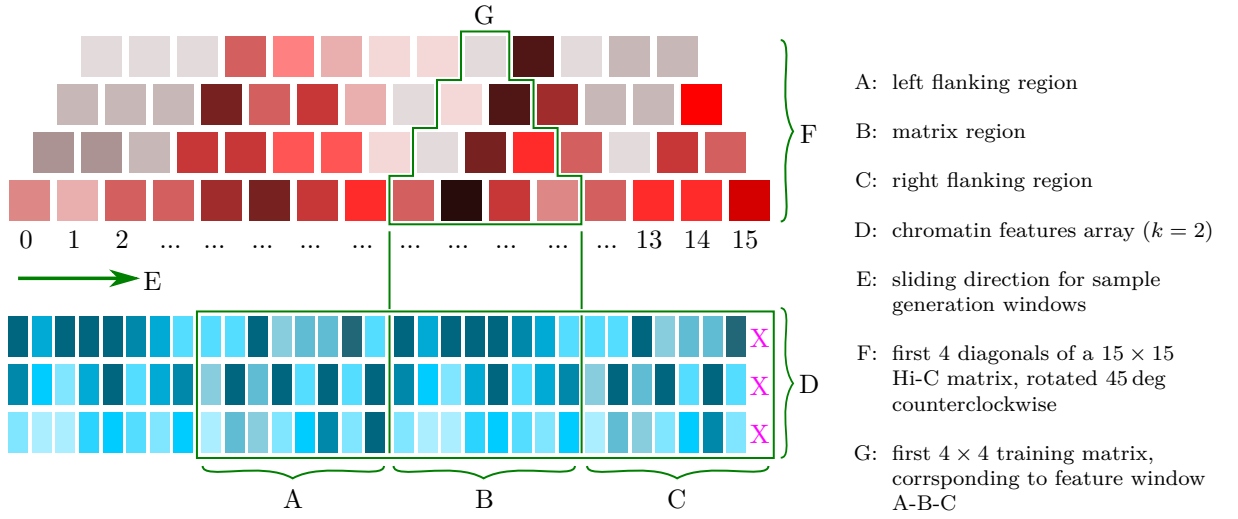 G
F
0 1 2 ... ... ... ... ... ... ... ... ... ... 13 14 15
E
X
X
D
X
A B C
A: left flanking region
B: matrix region
C: right flanking region
D: chromatin features array (k = 2)
E: sliding direction for sample
generation windows
F: first 4 diagonals of a 15 × 15
Hi-C matrix, rotated 45 deg
counterclockwise
G: first 4 × 4 training matrix,
corrsponding to feature window
A-B-C